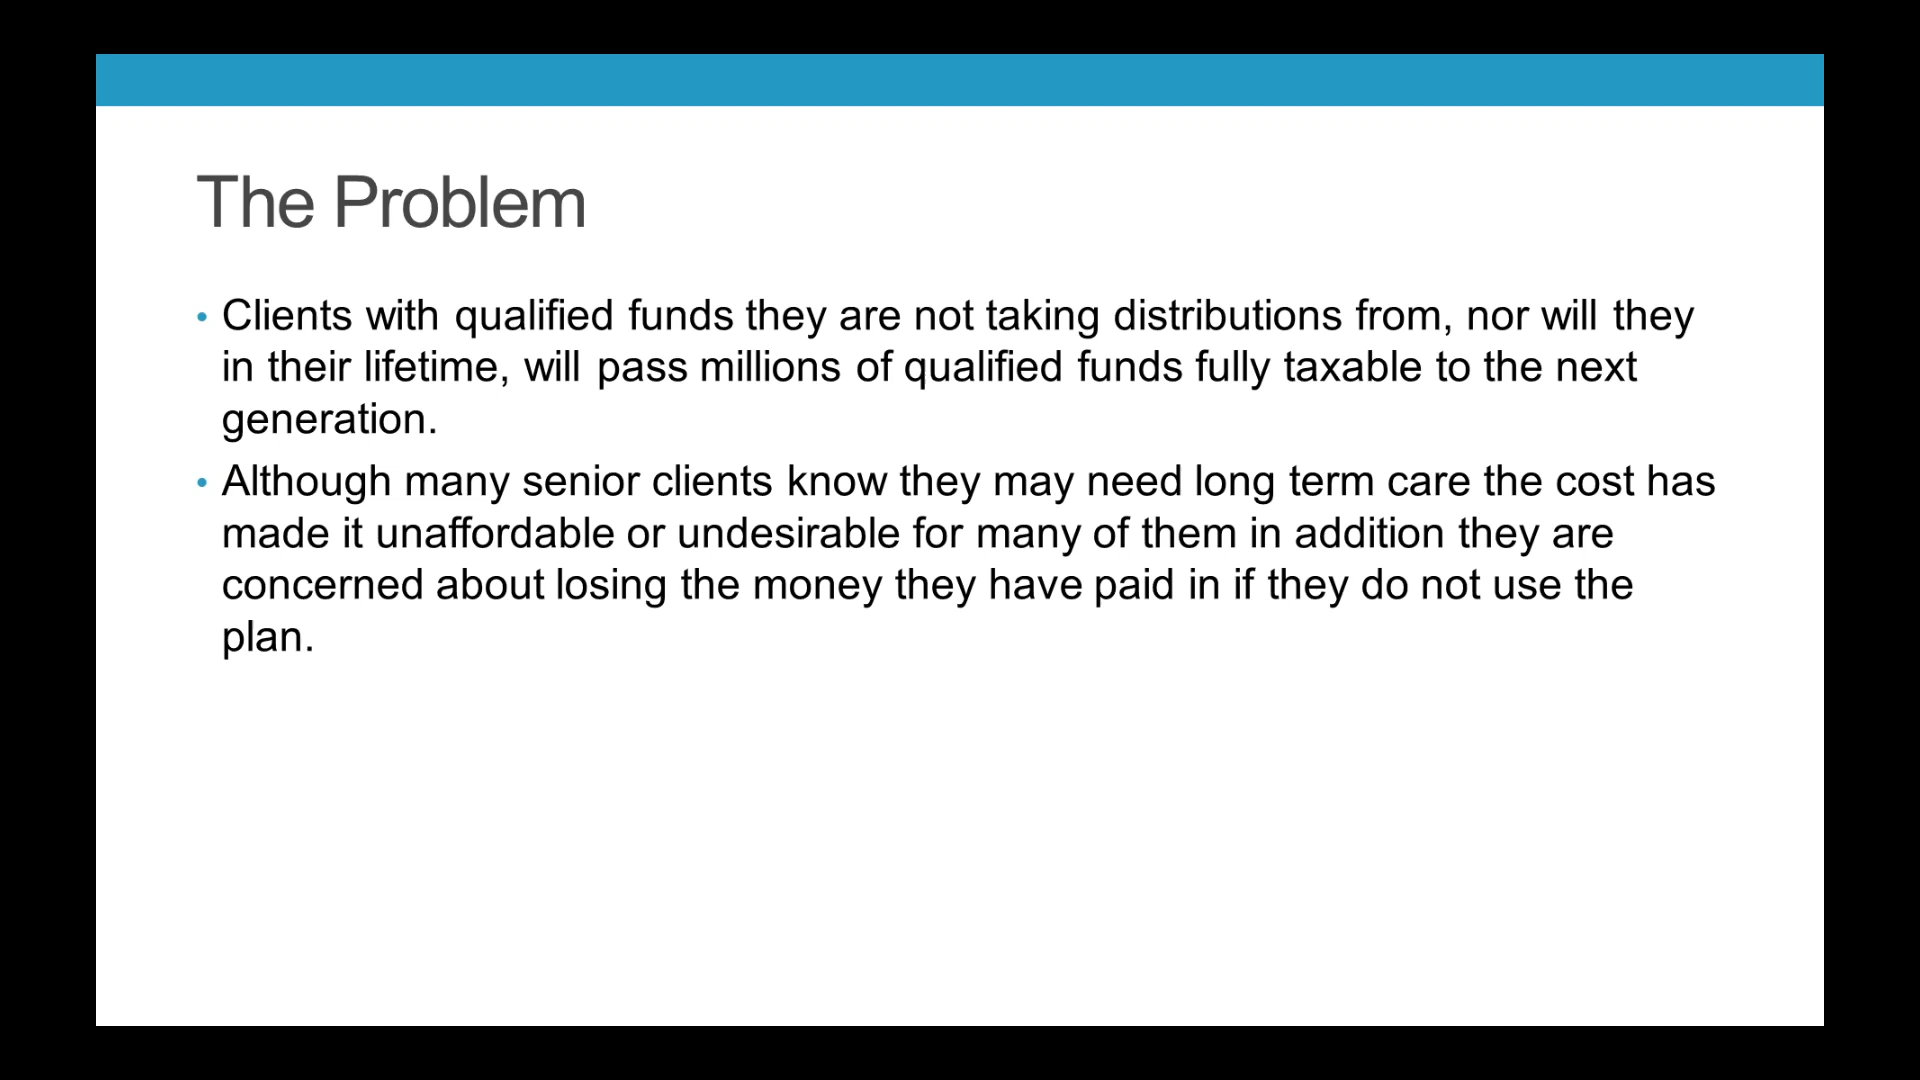 The Problem
• Clients with qualified funds they are not taking distributions from, nor will they
in their lifetime, will pass millions of qualified funds fully taxable to the next
generation.
• Although many senior clients know they may need long term care the cost has
made it unaffordable or undesirable for many of them in addition they are
concerned about losing the money they have paid in if they do not use the
plan.